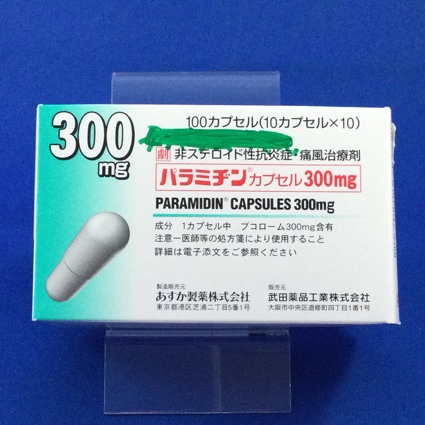 300
mg
100カプセル(10カプセル×10)
劇 非ステロイド性抗炎症・痛風治療剤
パラミヂン®カプセル300mg
PARAMIDIN® CAPSULES 300mg
成分 1カプセル中 ブコローム300mg含有
注意－医師等の処方箋により使用すること
詳細は電子添文をご参照ください
製造販売元
あすか製薬株式会社
東京都港区芝浦二丁目5番1号
販売元
武田薬品工業株式会社
大阪市中央区道修町四丁目1番1号